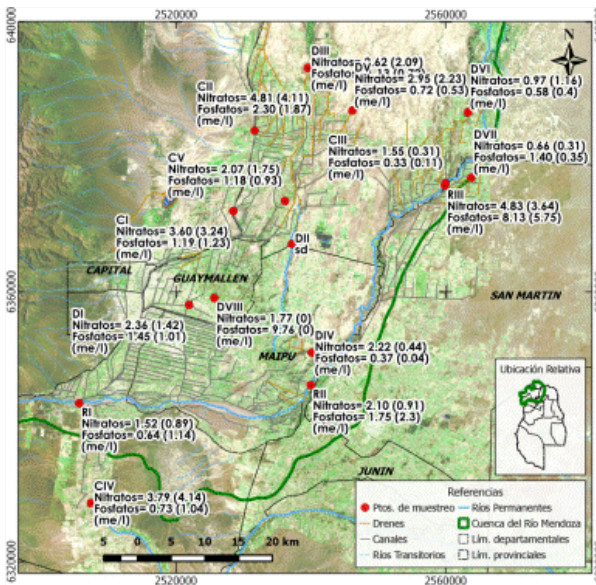 2520000
2560000
6400000
N
DIII
Nitratos= 2.62 (2.09)
DV
Nitratos= 2.95 (2.23)
Fosfatos= 0.72 (0.53)
(me/l)
DVI
Nitratos= 0.97 (1.16)
Fosfatos= 0.58 (0.4)
(me/l)
CII
Nitratos= 4.81 (4.11)
Fosfatos= 2.30 (1.87)
(me/l)
CIII
Nitratos= 1.55 (0.31)
Fosfatos= 0.33 (0.11)
(me/l)
DVII
Nitratos= 0.66 (0.31)
Fosfatos= 1.40 (0.35)
(me/l)
CV
Nitratos= 2.07 (1.75)
Fosfatos= 1.18 (0.93)
(me/l)
RIII
Nitratos= 4.83 (3.64)
Fosfatos= 8.13 (5.75)
(me/l)
CI
Nitratos= 3.60 (3.24)
Fosfatos= 1.19 (1.23)
(me/l)
DII
sd
CAPITAL
GUAYMALLEN
SAN MARTIN
6360000
6360000
DI
Nitratos= 2.36 (1.42)
Fosfatos= 1.45 (1.01)
(me/l)
DVIII
Nitratos= 1.77 (0)
Fosfatos= 9.76 (0)
(me/l)
MAIPU
DIV
Nitratos= 2.22 (0.44)
Fosfatos= 0.37 (0.04)
(me/l)
RI
Nitratos= 1.52 (0.89)
Fosfatos= 0.64 (1.14)
(me/l)
RII
Nitratos= 2.10 (0.91)
Fosfatos= 1.75 (2.3)
(me/l)
Ubicación Relativa
JUNIN
CIV
Nitratos= 3.79 (4.14)
Fosfatos= 0.73 (1.04)
(me/l)
5 0 5 10 15 20 km
Referencias
Ptos. de muestreo
Drenes
Canales
Ríos Transitorios
Ríos Permanentes
Cuenca del Río Mendoza
Lím. departamentales
Lím. provinciales
6320000
6320000
2520000
2560000